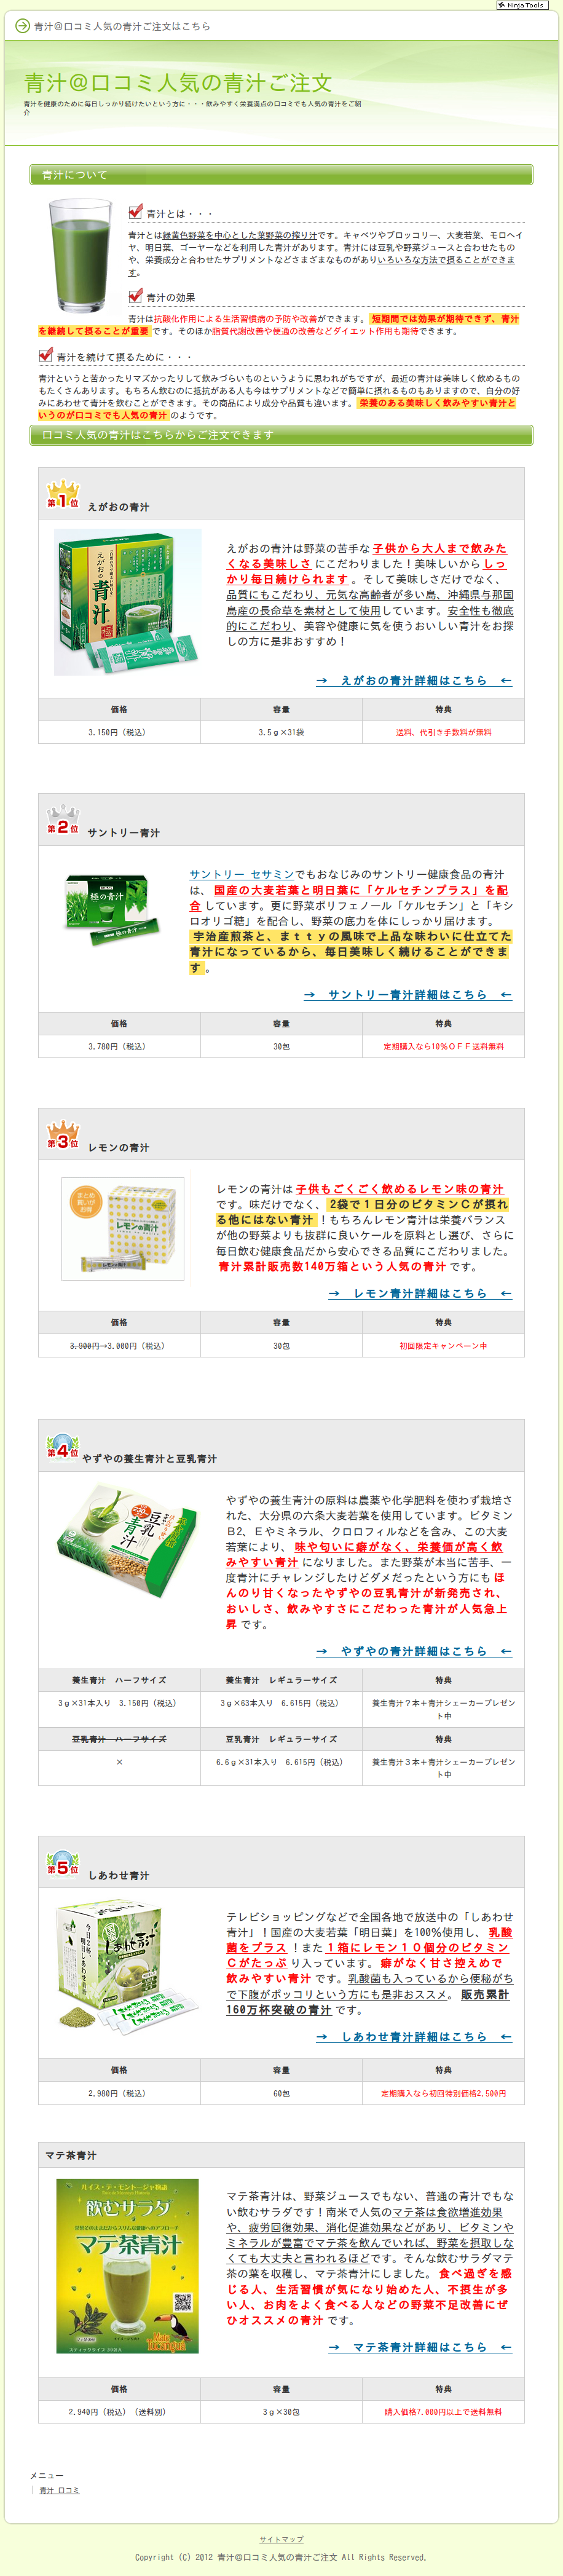 Ninja Tools
青汁@口コミ人気の青汁ご注文はこちら
青汁@口コミ人気の青汁ご注文
青汁を健康のために毎日しっかり続けたいという方に・・・飲みやすく栄養満点の口コミでも人気の青汁をご紹
介
青汁について
青汁とは・・・
青汁とは緑黄色野菜を中心とした葉野菜の搾り汁です。キャベツやブロッコリー、大麦若葉、モロヘイ
ヤ、明日葉、ゴーヤーなどを利用した青汁があります。青汁には豆乳や野菜ジュースと合わせたもの
や、栄養成分と合わせたサプリメントなどさまざまなものがありいろいろな方法で摂ることができま
す。
青汁の効果
青汁は抗酸化作用による生活習慣病の予防や改善ができます。短期間では効果が期待できず、青汁
を継続して摂ることが重要です。そのほか脂質代謝改善や便通の改善などダイエット作用も期待できます。
青汁を続けて摂るために・・・
青汁というと苦かったりマズかったりして飲みづらいものというように思われがちですが、最近の青汁は美味しく飲めるもの
もたくさんあります。もちろん飲むのに抵抗がある人も今はサプリメントなどで簡単に摂れるものもありますので、自分の好
みにあわせて青汁を飲むことができます。その商品により成分や品質も違います。栄養のある美味しく飲みやすい青汁と
いうのが口コミでも人気の青汁のようです。
口コミ人気の青汁はこちらからご注文できます
第1位 えがおの青汁
えがおの青汁
えがおの青汁は野菜の苦手な子供から大人まで飲みた
くなる美味しさにこだわりました！美味しいからしっ
かり毎日続けられます。そして美味しさだけでなく、
品質にもこだわり、元気な高齢者が多い島、沖縄県与那国
島産の長命草を素材として使用しています。安全性も徹底
的にこだわり、美容や健康に気を使うおいしい青汁をお探
しの方に是非おすすめ！
→　えがおの青汁詳細はこちら　←
価格 容量 特典
3,150円（税込） 3.5ｇ×31袋 送料、代引き手数料が無料
第2位 サントリー青汁
極の青汁
サントリー セサミンでもおなじみのサントリー健康食品の青汁
は、国産の大麦若葉と明日葉に「ケルセチンプラス」を配
合しています。更に野菜ポリフェノール「ケルセチン」と「キシ
ロオリゴ糖」を配合し、野菜の底力を体にしっかり届けます。
宇治産煎茶と、まｔｔｙの風味で上品な味わいに仕立てた
青汁になっているから、毎日美味しく続けることができま
す。
→　サントリー青汁詳細はこちら　←
価格 容量 特典
3,780円（税込） 30包 定期購入なら10％ＯＦＦ送料無料
第3位 レモンの青汁
まとめ
買いが
お得
レモンの青汁
レモンの青汁は子供もごくごく飲めるレモン味の青汁
です。味だけでなく、2袋で１日分のビタミンＣが摂れ
る他にはない青汁！もちろんレモン青汁は栄養バランス
が他の野菜よりも抜群に良いケールを原料とし選び、さらに
毎日飲む健康食品だから安心できる品質にこだわりました。
青汁累計販売数140万箱という人気の青汁です。
→　レモン青汁詳細はこちら　←
価格 容量 特典
3,900円→3,000円（税込） 30包 初回限定キャンペーン中
第4位 やずやの養生青汁と豆乳青汁
豆乳
青汁
やずやの養生青汁の原料は農薬や化学肥料を使わず栽培さ
れた、大分県の六条大麦若葉を使用しています。ビタミン
Ｂ2、Ｅやミネラル、クロロフィルなどを含み、この大麦
若葉により、味や匂いに癖がなく、栄養価が高く飲
みやすい青汁になりました。また野菜が本当に苦手、一
度青汁にチャレンジしたけどダメだったという方にもほ
んのり甘くなったやずやの豆乳青汁が新発売され、
おいしさ、飲みやすさにこだわった青汁が人気急上
昇です。
→　やずやの青汁詳細はこちら　←
養生青汁　ハーフサイズ 養生青汁　レギュラーサイズ 特典
3ｇ×31本入り　3,150円（税込） 3ｇ×63本入り　6,615円（税込） 養生青汁７本＋青汁シェーカープレゼン
ト中
豆乳青汁　ハーフサイズ 豆乳青汁　レギュラーサイズ 特典
× 6.6ｇ×31本入り　6,615円（税込） 養生青汁３本＋青汁シェーカープレゼン
ト中
第5位 しあわせ青汁
今日２杯、
明日しあわせ青汁
しあわせ青汁
テレビショッピングなどで全国各地で放送中の「しあわせ
青汁」！国産の大麦若葉「明日葉」を100％使用し、乳酸
菌をプラス！また１箱にレモン１０個分のビタミン
Ｃがたっぷり入っています。癖がなく甘さ控えめで
飲みやすい青汁です。乳酸菌も入っているから便秘がち
で下腹がポッコリという方にも是非おススメ。販売累計
160万杯突破の青汁です。
→　しあわせ青汁詳細はこちら　←
価格 容量 特典
2,980円（税込） 60包 定期購入なら初回特別価格2,500円
マテ茶青汁
ルイス・デ・モントージャ物語
飲むサラダ
マテ茶青汁
スティックタイプ 30包入
マテ茶青汁は、野菜ジュースでもない、普通の青汁でもな
い飲むサラダです！南米で人気のマテ茶は食欲増進効果
や、疲労回復効果、消化促進効果などがあり、ビタミンや
ミネラルが豊富でマテ茶を飲んでいれば、野菜を摂取しな
くても大丈夫と言われるほどです。そんな飲むサラダマテ
茶の葉を収穫し、マテ茶青汁にしました。食べ過ぎを感
じる人、生活習慣が気になり始めた人、不摂生が多
い人、お肉をよく食べる人などの野菜不足改善にぜ
ひオススメの青汁です。
→　マテ茶青汁詳細はこちら　←
価格 容量 特典
2,940円（税込）（送料別） 3ｇ×30包 購入価格7,000円以上で送料無料
メニュー
青汁 口コミ
サイトマップ
Copyright (C) 2012 青汁@口コミ人気の青汁ご注文 All Rights Reserved.